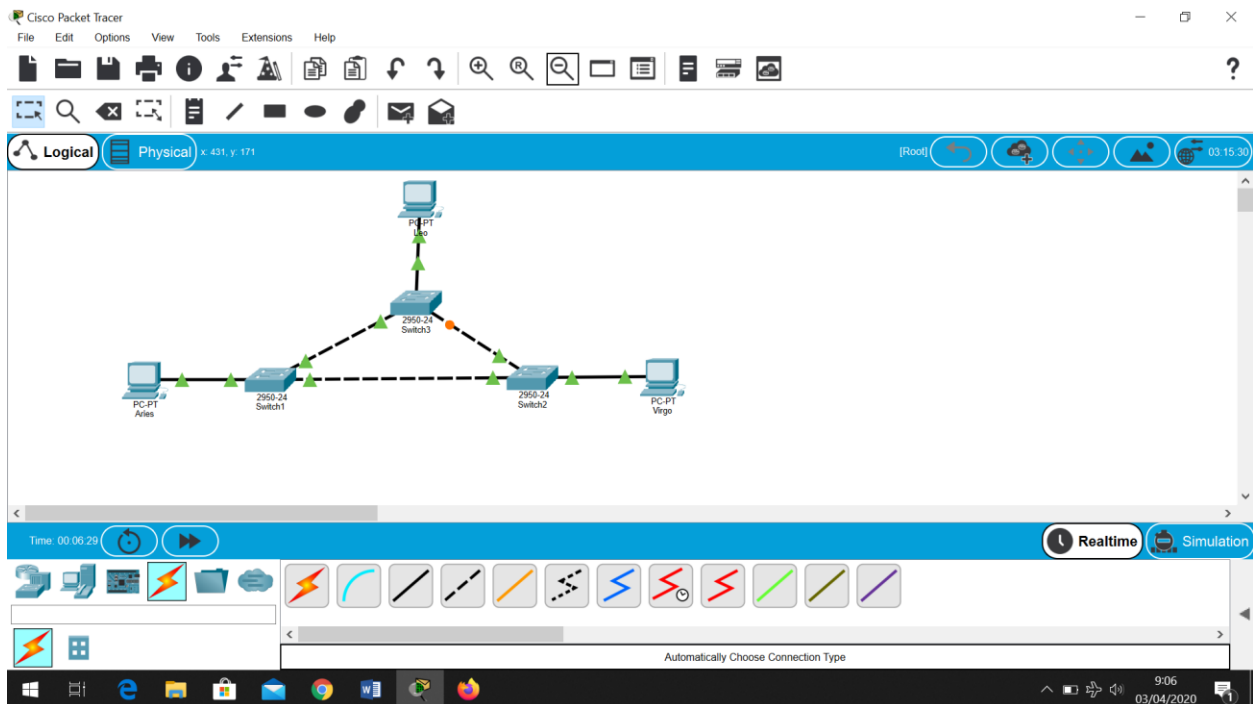 Cisco Packet Tracer
File Edit Options View Tools Extensions Help
R
?
Logical
Physical
x: 431, y: 171
[Root]
03:15:30
PC-PT
Leo
2950-24
Switch3
PC-PT
Aries
2950-24
Switch1
2950-24
Switch2
PC-PT
Virgo
Time: 00:06:29
Realtime
Simulation
Automatically Choose Connection Type
9:06
03/04/2020
1